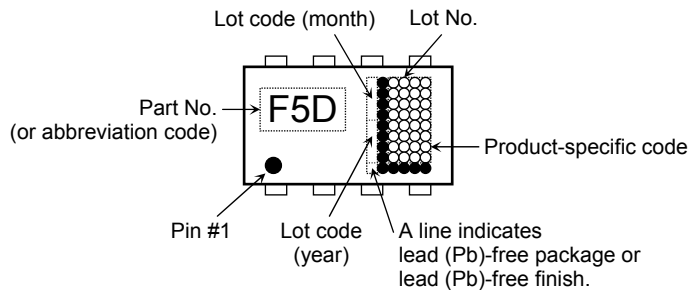 Lot code (month)
Lot No.
Part No.
(or abbreviation code)
F5D
Product-specific code
Pin #1
Lot code
(year)
A line indicates
lead (Pb)-free package or
lead (Pb)-free finish.